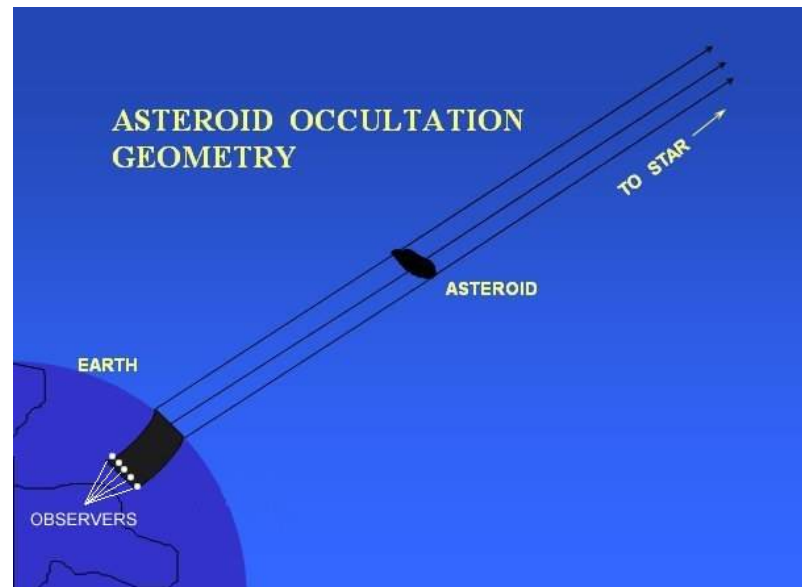 ASTEROID OCCULTATION
GEOMETRY
TO STAR
ASTEROID
EARTH
OBSERVERS